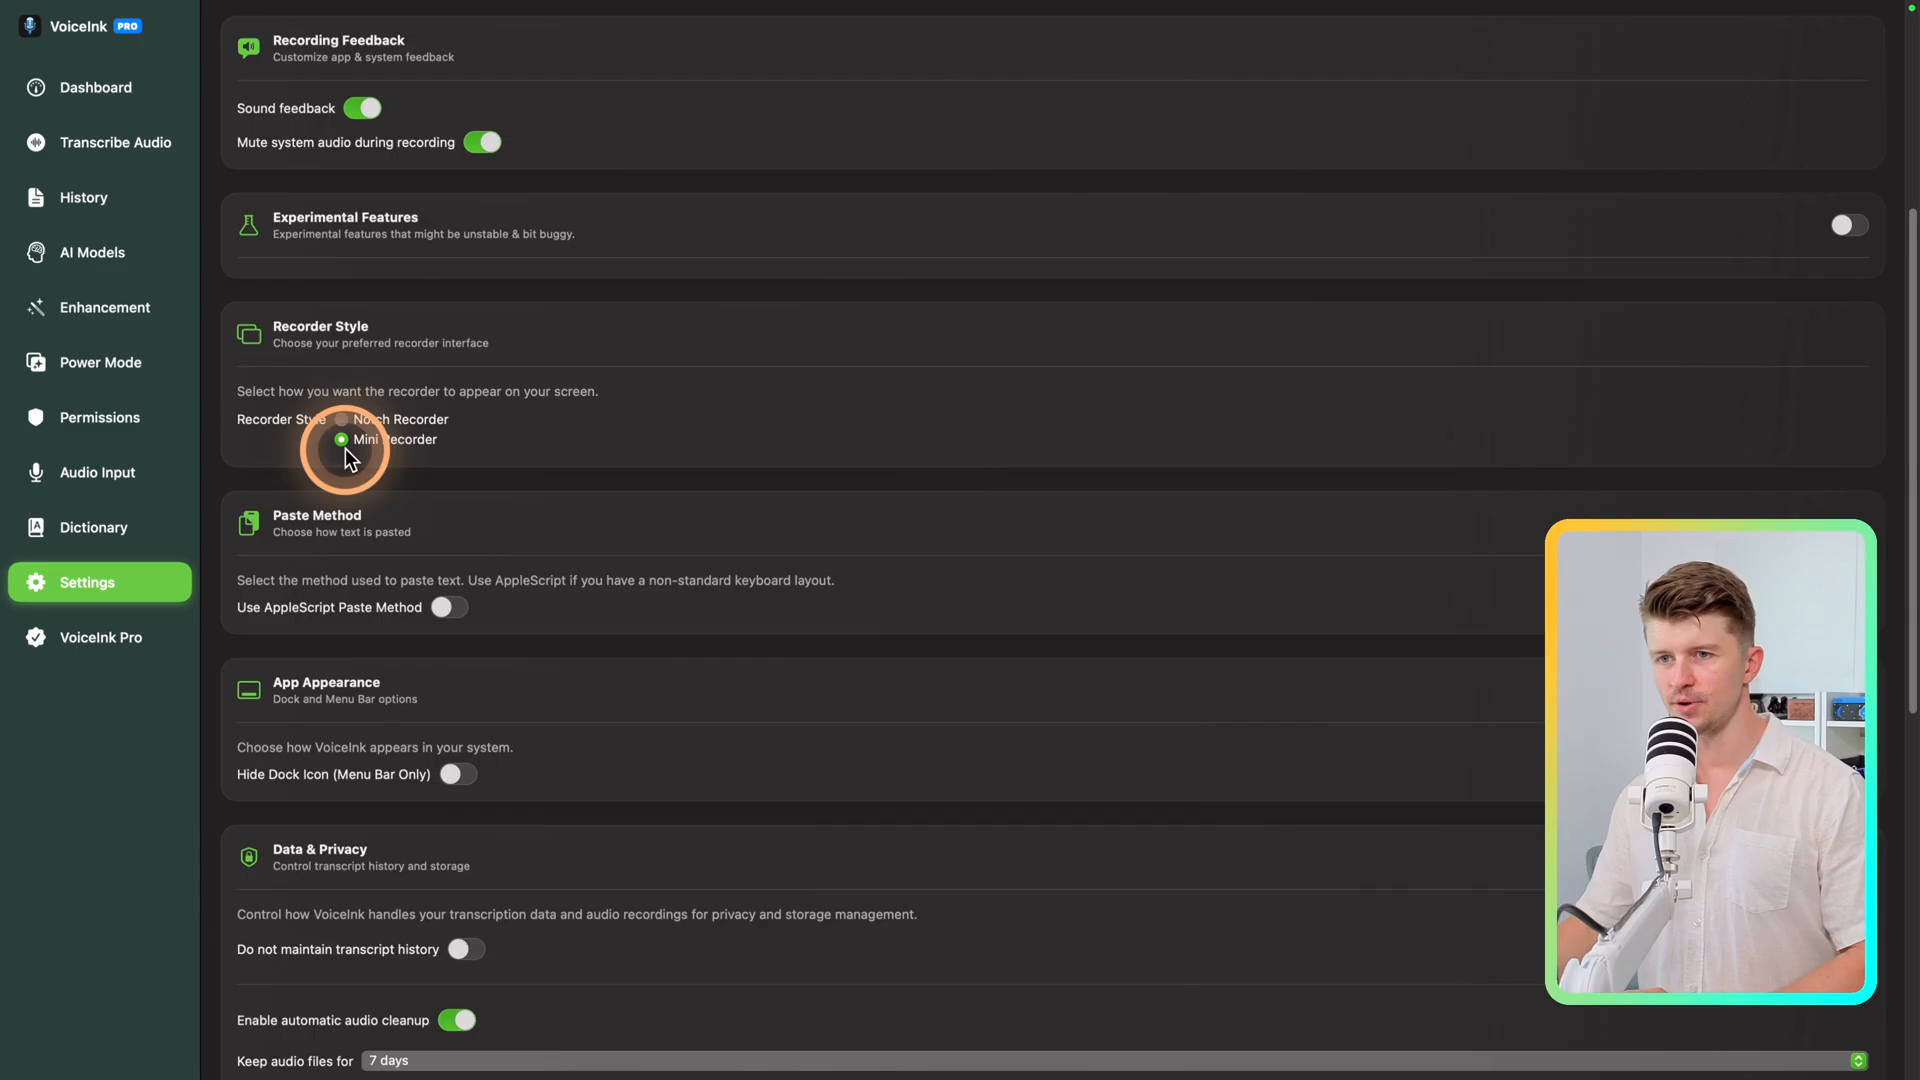 VoiceInk PRO
Dashboard
Transcribe Audio
History
AI Models
Enhancement
Power Mode
Permissions
Audio Input
Dictionary
Settings
VoiceInk Pro
Recording Feedback
Customize app & system feedback
Sound feedback
Mute system audio during recording
Experimental Features
Experimental features that might be unstable & bit buggy.
Recorder Style
Choose your preferred recorder interface
Select how you want the recorder to appear on your screen.
Recorder Style Notch Recorder
Mini Recorder
Paste Method
Choose how text is pasted
Select the method used to paste text. Use AppleScript if you have a non-standard keyboard layout.
Use AppleScript Paste Method
App Appearance
Dock and Menu Bar options
Choose how VoiceInk appears in your system.
Hide Dock Icon (Menu Bar Only)
Data & Privacy
Control transcript history and storage
Control how VoiceInk handles your transcription data and audio recordings for privacy and storage management.
Do not maintain transcript history
Enable automatic audio cleanup
Keep audio files for 7 days